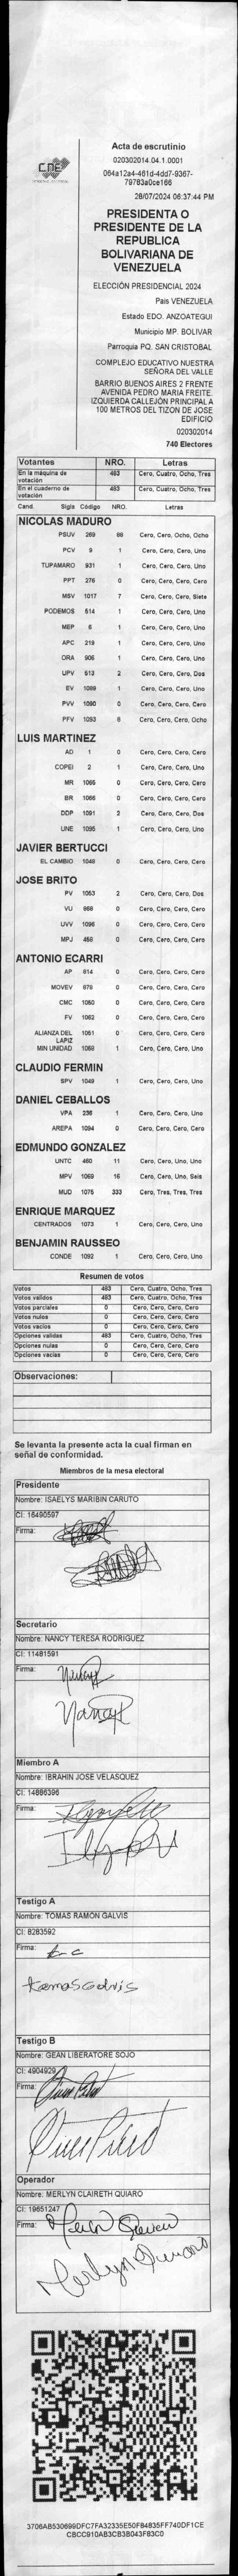 CNE
Acta de escrutinio
020302014.04.1.0001
064a12a4-461d-4dd7-9367-
79783a0ce166
28/07/2024 06:37:44 PM
PRESIDENTA O
PRESIDENTE DE LA
REPUBLICA
BOLIVARIANA DE
VENEZUELA
ELECCIÓN PRESIDENCIAL 2024
Pais VENEZUELA
Estado EDO. ANZOATEGUI
Municipio MP. BOLIVAR
Parroquia PQ. SAN CRISTOBAL
COMPLEJO EDUCATIVO NUESTRA
SEÑORA DEL VALLE
BARRIO BUENOS AIRES 2 FRENTE
AVENIDA PEDRO MARIA FREITE.
IZQUIERDA CALLEJÓN PRINCIPAL A
100 METROS DEL TIZON DE JOSE
EDIFICIO
020302014
740 Electores
Votantes NRO. Letras
En la máquina de votación 483 Cero, Cuatro, Ocho, Tres
En el cuaderno de votación 483 Cero, Cuatro, Ocho, Tres
Cand. Sigla Código NRO. Letras
NICOLAS MADURO
PSUV 269 88 Cero, Cero, Ocho, Ocho
PCV 9 1 Cero, Cero, Cero, Uno
TUPAMARO 931 1 Cero, Cero, Cero, Uno
PPT 276 0 Cero, Cero, Cero, Cero
MSV 1017 7 Cero, Cero, Cero, Siete
PODEMOS 514 1 Cero, Cero, Cero, Uno
MEP 6 1 Cero, Cero, Cero, Uno
APC 219 1 Cero, Cero, Cero, Uno
ORA 906 1 Cero, Cero, Cero, Uno
UPV 513 2 Cero, Cero, Cero, Dos
EV 1099 1 Cero, Cero, Cero, Uno
PVV 1090 0 Cero, Cero, Cero, Cero
PFV 1093 8 Cero, Cero, Cero, Ocho
LUIS MARTINEZ
AD 1 0 Cero, Cero, Cero, Cero
COPEI 2 1 Cero, Cero, Cero, Uno
MR 1065 0 Cero, Cero, Cero, Cero
BR 1066 0 Cero, Cero, Cero, Cero
DDP 1091 2 Cero, Cero, Cero, Dos
UNE 1095 1 Cero, Cero, Cero, Uno
JAVIER BERTUCCI
EL CAMBIO 1046 0 Cero, Cero, Cero, Cero
JOSE BRITO
PV 1053 2 Cero, Cero, Cero, Dos
VU 868 0 Cero, Cero, Cero, Cero
UVV 1096 0 Cero, Cero, Cero, Cero
MPJ 458 0 Cero, Cero, Cero, Cero
ANTONIO ECARRI
AP 814 0 Cero, Cero, Cero, Cero
MOVEV 878 0 Cero, Cero, Cero, Cero
CMC 1050 0 Cero, Cero, Cero, Cero
FV 1062 0 Cero, Cero, Cero, Cero
ALIANZA DEL LAPIZ 1051 0 Cero, Cero, Cero, Cero
MIN UNIDAD 1068 1 Cero, Cero, Cero, Uno
CLAUDIO FERMIN
SPV 1049 1 Cero, Cero, Cero, Uno
DANIEL CEBALLOS
VPA 238 1 Cero, Cero, Cero, Uno
AREPA 1094 0 Cero, Cero, Cero, Cero
EDMUNDO GONZALEZ
UNTC 460 11 Cero, Cero, Uno, Uno
MPV 1069 16 Cero, Cero, Uno, Seis
MUD 1075 333 Cero, Tres, Tres, Tres
ENRIQUE MARQUEZ
CENTRADOS 1073 1 Cero, Cero, Cero, Uno
BENJAMIN RAUSSEO
CONDE 1092 1 Cero, Cero, Cero, Uno
Resumen de votos
Votos 483 Cero, Cuatro, Ocho, Tres
Votos validos 483 Cero, Cuatro, Ocho, Tres
Votos parciales 0 Cero, Cero, Cero, Cero
Votos nulos 0 Cero, Cero, Cero, Cero
Votos vacios 0 Cero, Cero, Cero, Cero
Opciones validas 483 Cero, Cuatro, Ocho, Tres
Opciones nulas 0 Cero, Cero, Cero, Cero
Opciones vacias 0 Cero, Cero, Cero, Cero
Observaciones:
Se levanta la presente acta la cual firman en
señal de conformidad.
Miembros de la mesa electoral
Presidente
Nombre: ISAELYS MARIBIN CARUTO
CI: 16490597
Firma:
Secretario
Nombre: NANCY TERESA RODRIGUEZ
CI: 11481591
Firma:
Miembro A
Nombre: IBRAHIN JOSE VELASQUEZ
CI: 14886396
Firma:
Testigo A
Nombre: TOMAS RAMON GALVIS
CI: 8283592
Firma:
Testigo B
Nombre: GEAN LIBERATORE SOJO
CI: 4904929
Firma:
Operador
Nombre: MERLYN CLAIRETH QUIARO
CI: 19651247
Firma:
3706AB530699DFC7FA32335E50F84835FF740DF1CE
CBCC910AB3CB3B043F83C0